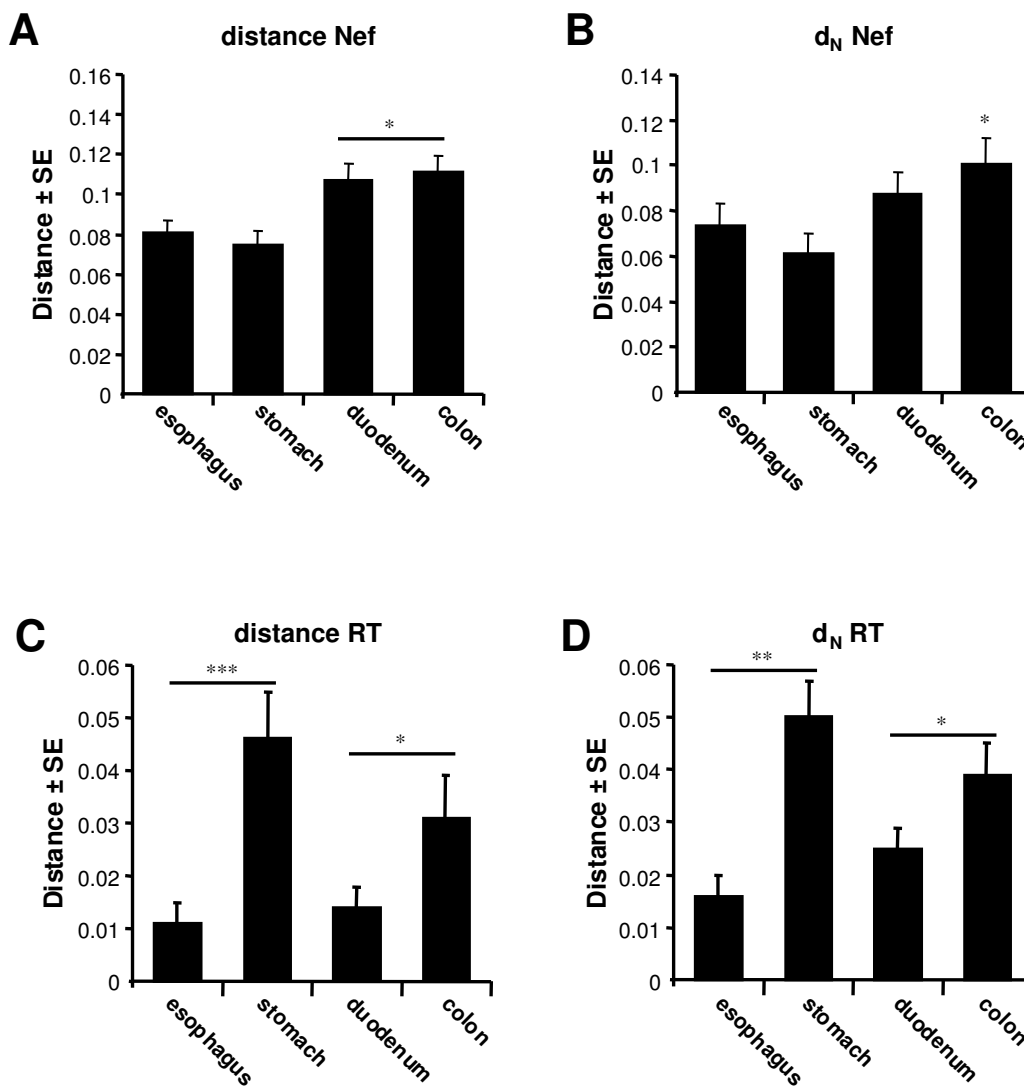 A
distance Nef
Distance ± SE
0.16
0.14
0.12
0.1
0.08
0.06
0.04
0.02
0
*
esophagus
stomach
duodenum
colon
B
dN Nef
Distance ± SE
0.14
0.12
0.1
0.08
0.06
0.04
0.02
0
*
esophagus
stomach
duodenum
colon
C
distance RT
Distance ± SE
0.06
0.05
0.04
0.03
0.02
0.01
0
***
*
esophagus
stomach
duodenum
colon
D
dN RT
Distance ± SE
0.06
0.05
0.04
0.03
0.02
0.01
0
**
*
esophagus
stomach
duodenum
colon